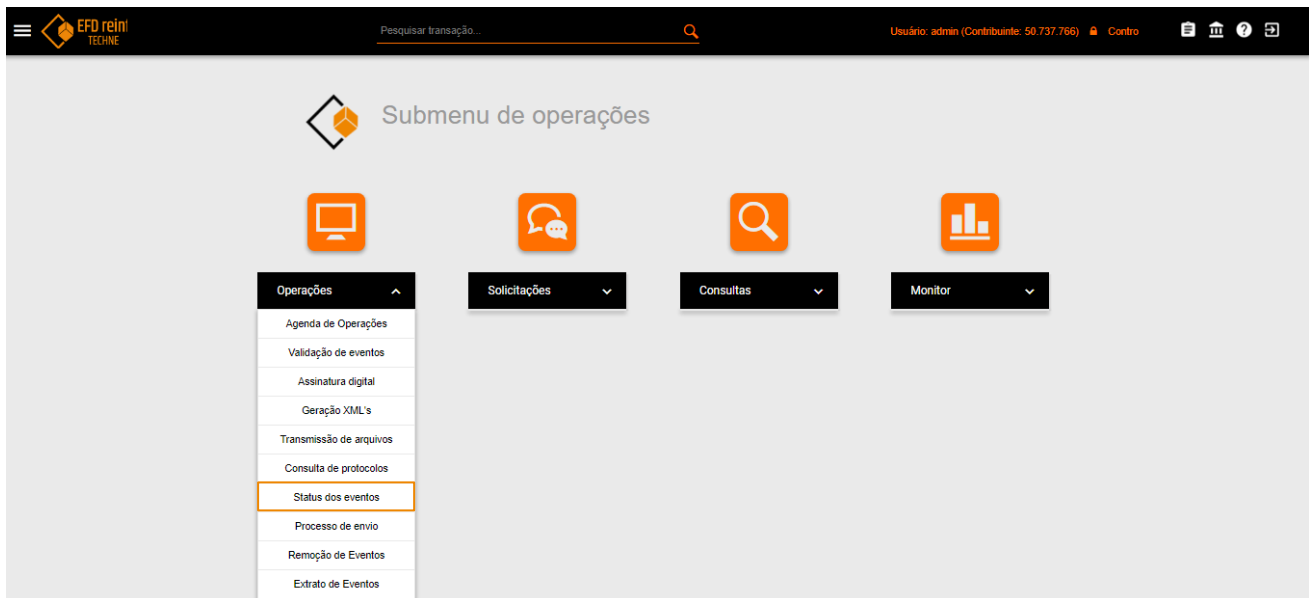 EFD rein
TECHNE
Pesquisar transação...
Usuário: admin (Contribuinte: 50.737.766) Contro
Submenu de operações
Operações
Solicitações
Consultas
Monitor
Agenda de Operações
Validação de eventos
Assinatura digital
Geração XML's
Transmissão de arquivos
Consulta de protocolos
Status dos eventos
Processo de envio
Remoção de Eventos
Extrato de Eventos